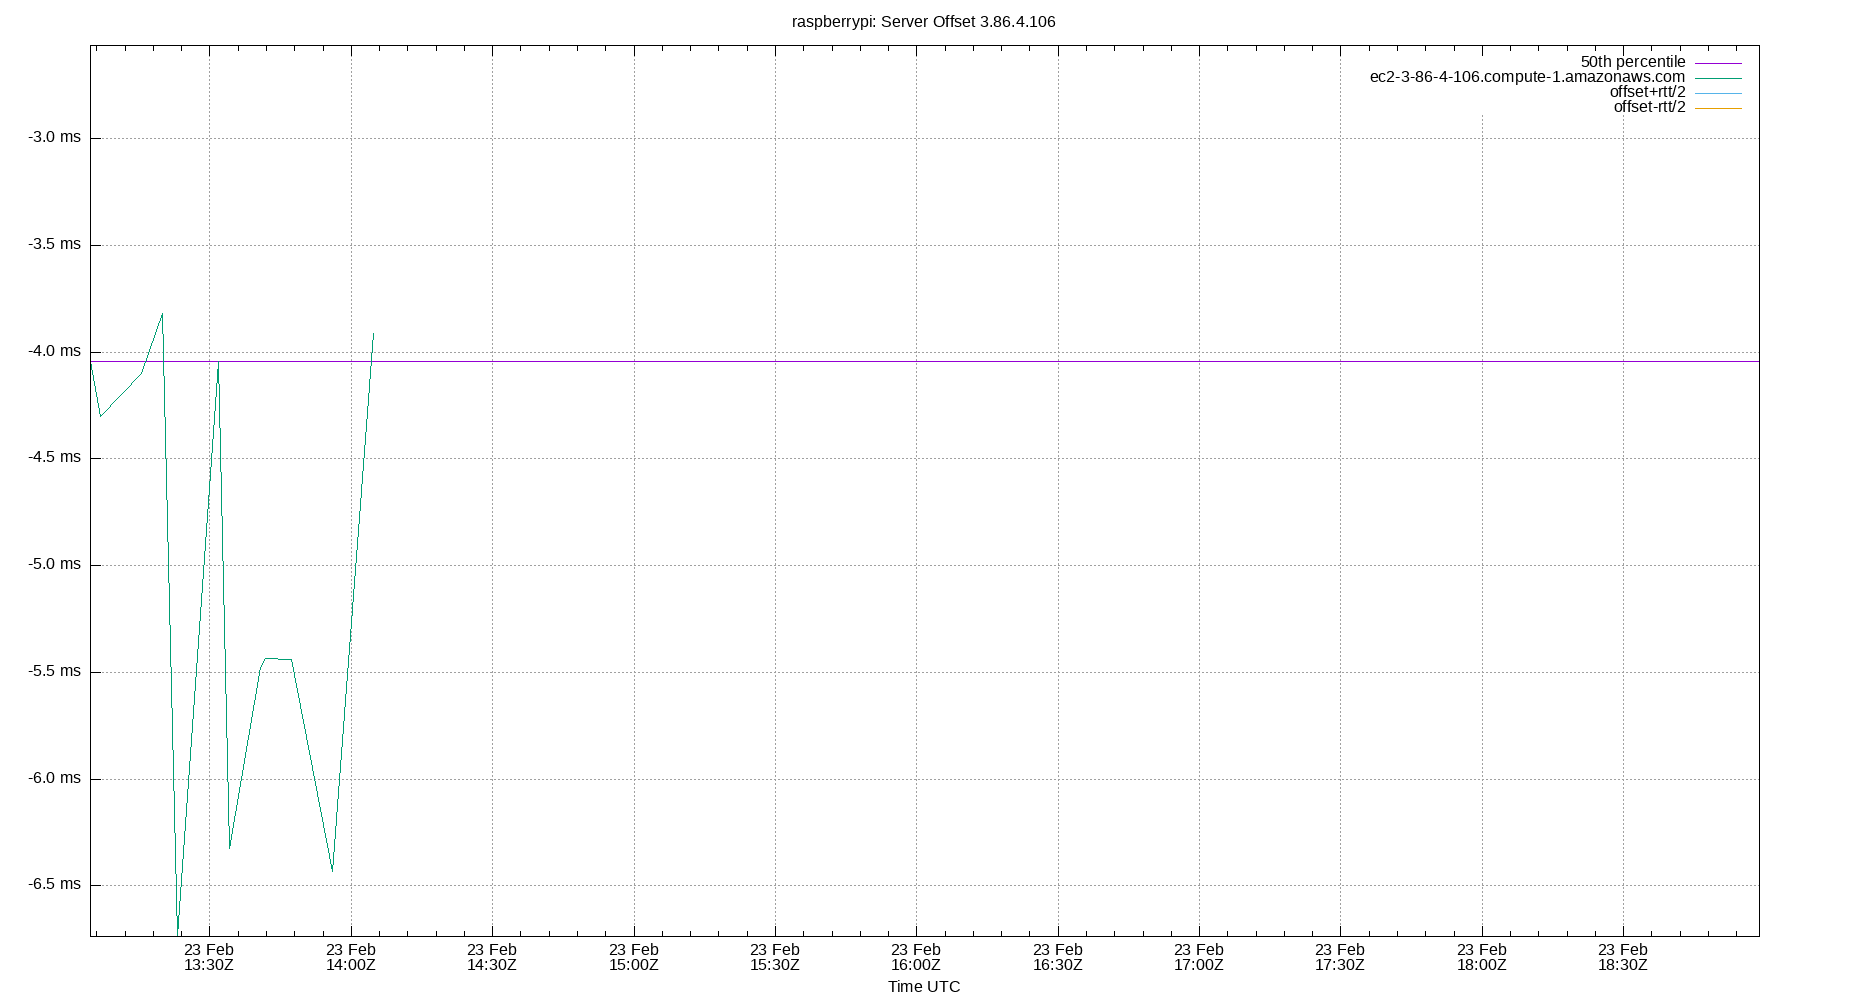 raspberrypi: Server Offset 3.86.4.106
50th percentile
ec2-3-86-4-106.compute-1.amazonaws.com
offset+rtt/2
offset-rtt/2
-3.0 ms
-3.5 ms
-4.0 ms
-4.5 ms
-5.0 ms
-5.5 ms
-6.0 ms
-6.5 ms
23 Feb 23 Feb 23 Feb 23 Feb 23 Feb 23 Feb 23 Feb 23 Feb 23 Feb 23 Feb 23 Feb
13:30Z 14:00Z 14:30Z 15:00Z 15:30Z 16:00Z 16:30Z 17:00Z 17:30Z 18:00Z 18:30Z
Time UTC